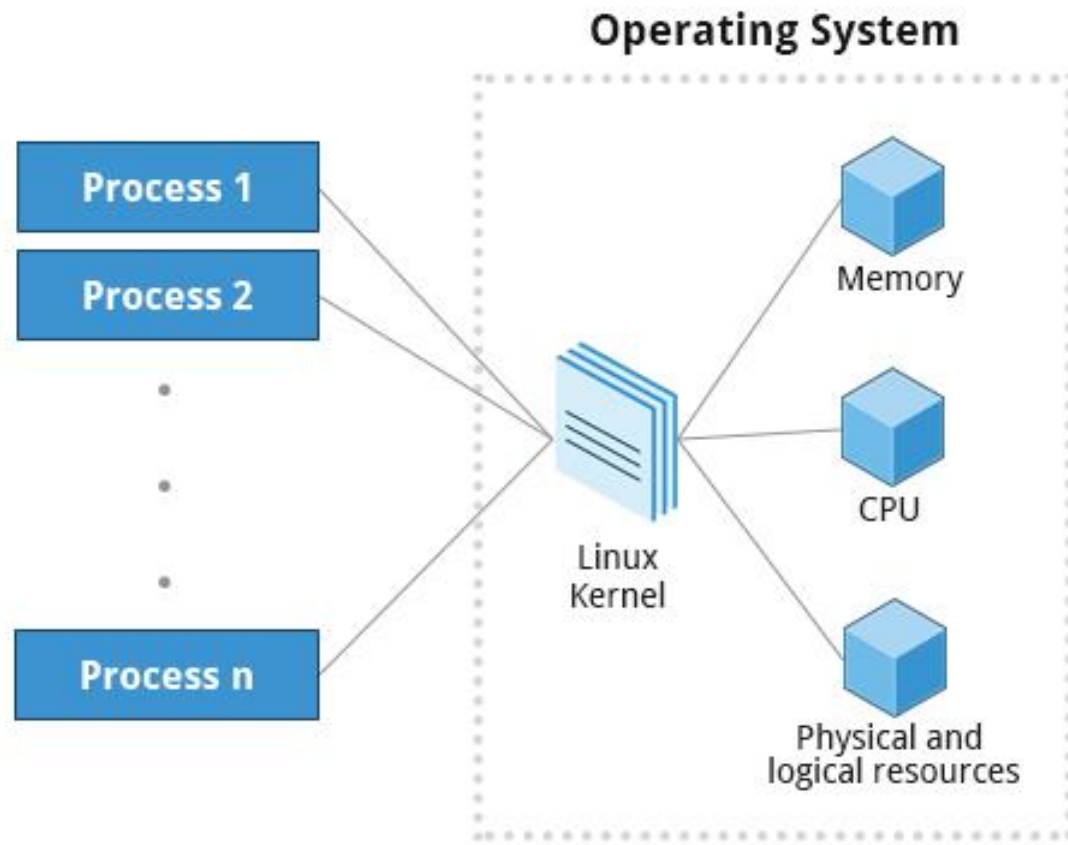 Operating System
Process 1
Process 2
Process n
Linux
Kernel
Memory
CPU
Physical and
logical resources